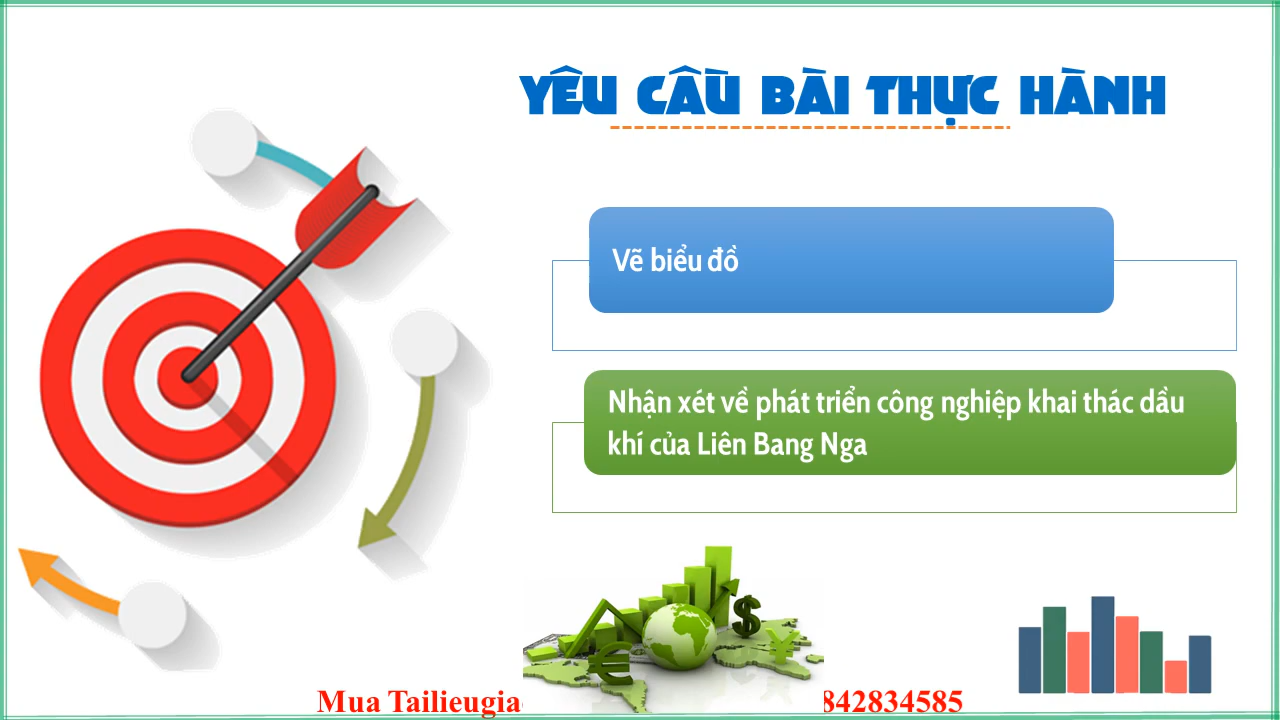 YÊU CẦU BÀI THỰC HÀNH
Vẽ biểu đồ
Nhận xét về phát triển công nghiệp khai thác dầu
khí của Liên Bang Nga
Mua Tailieugia 842834585